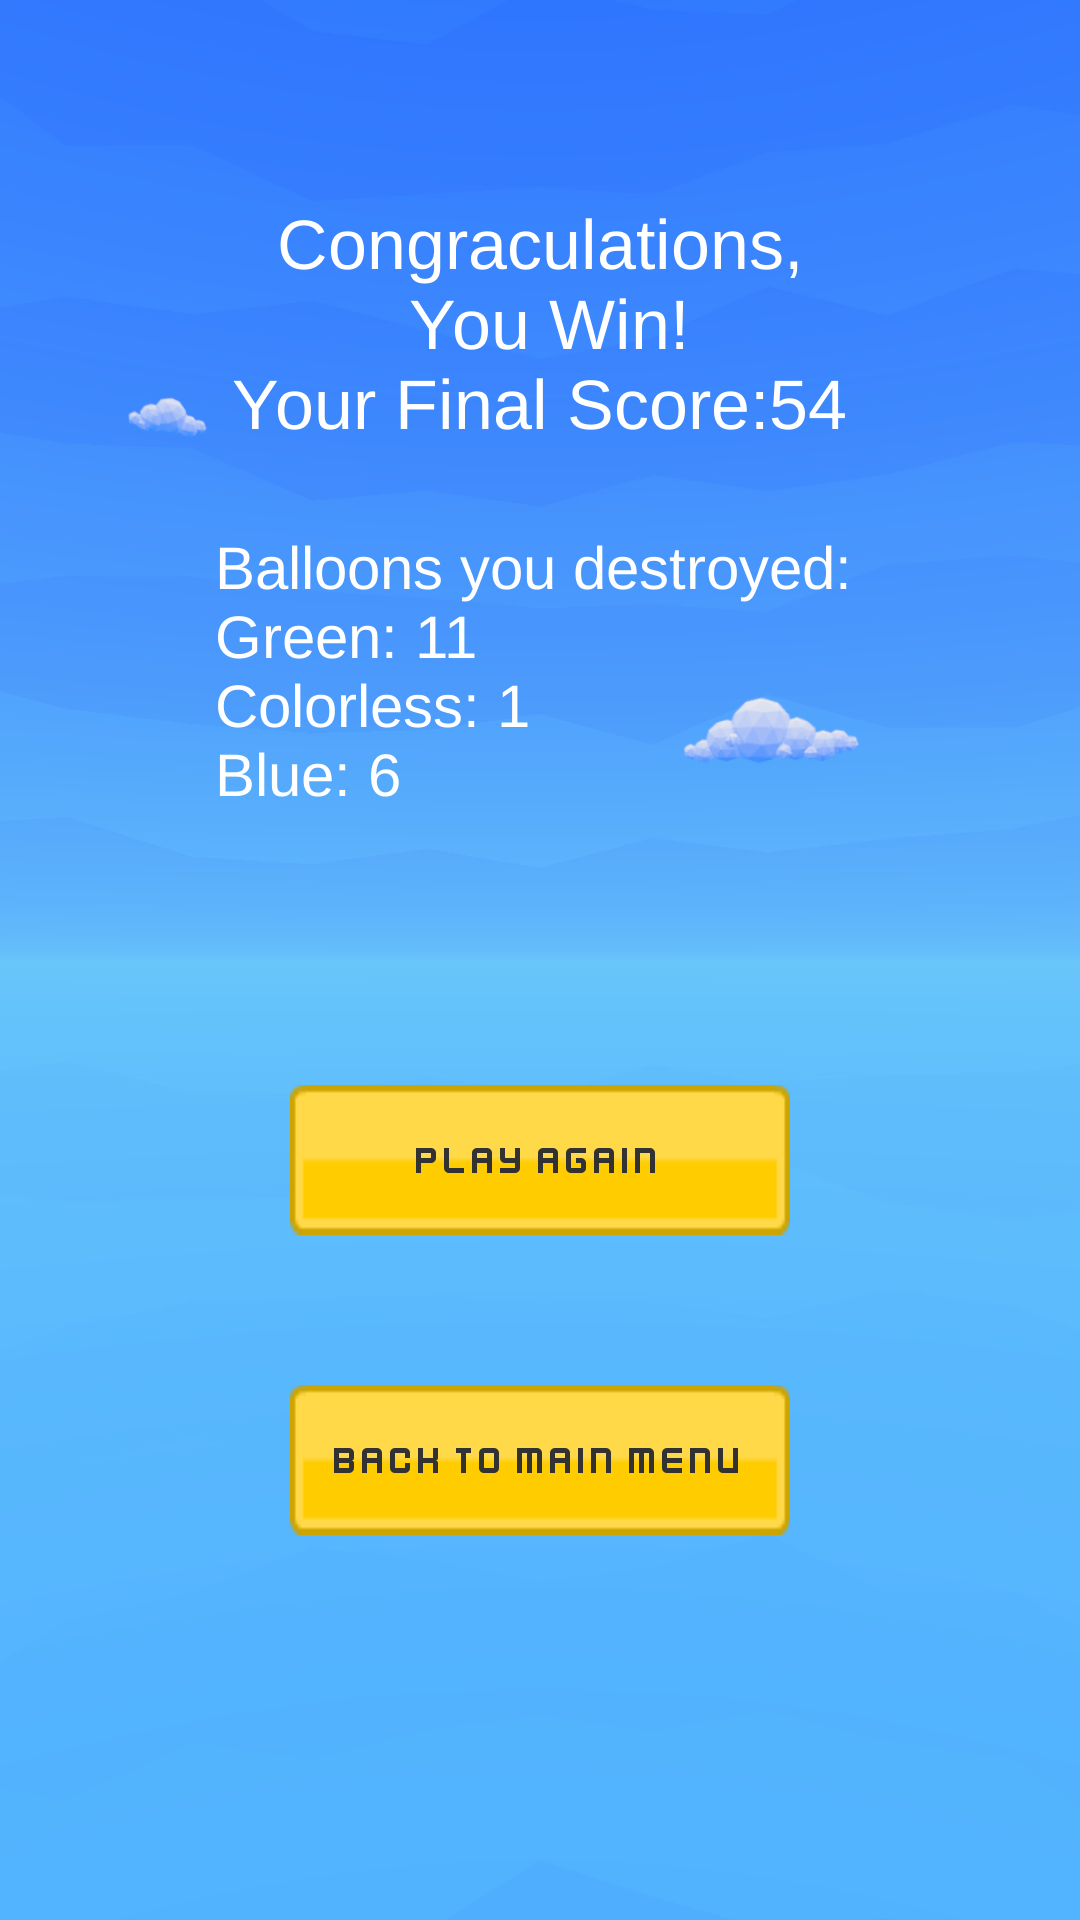 Congraculations,
You Win!
Your Final Score:54
Balloons you destroyed:
Green: 11
Colorless: 1
Blue: 6
PLAY AGAIN
BACK TO MAIN MENU